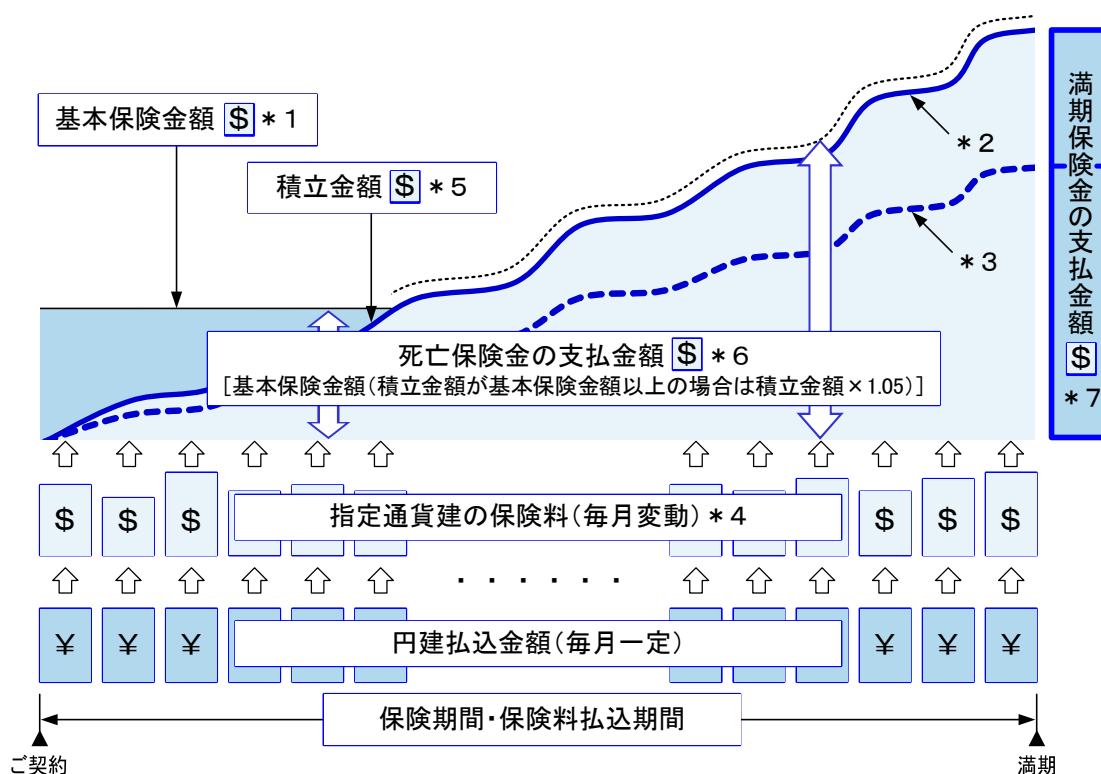 基本保険金額 $ *1
積立金額 $ *5
*2
*3
満期保険金の支払金額 $ *7
死亡保険金の支払金額 $ *6
[基本保険金額(積立金額が基本保険金額以上の場合は積立金額×1.05)]
$ $ $ 指定通貨建の保険料(毎月変動)*4 $ $ $
・・・・・・
¥ ¥ ¥ 円建払込金額(毎月一定) ¥ ¥ ¥
保険期間・保険料払込期間
ご契約 満期